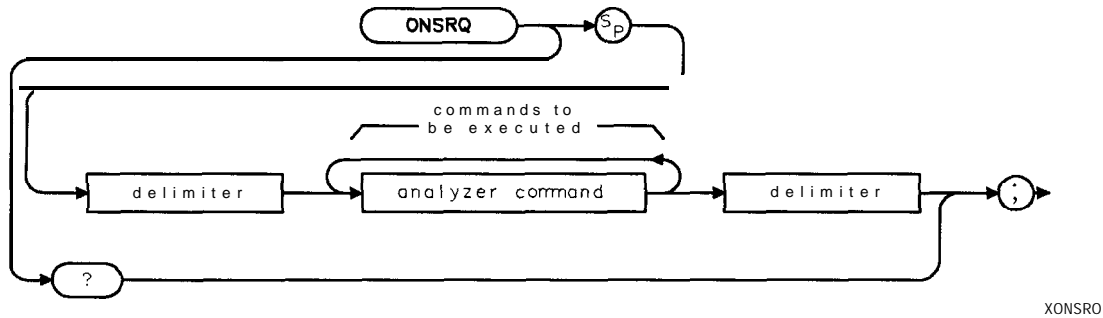 ONSRQ
SP
commands to
be executed
delimiter
analyzer command
delimiter
;
?
XONSRO